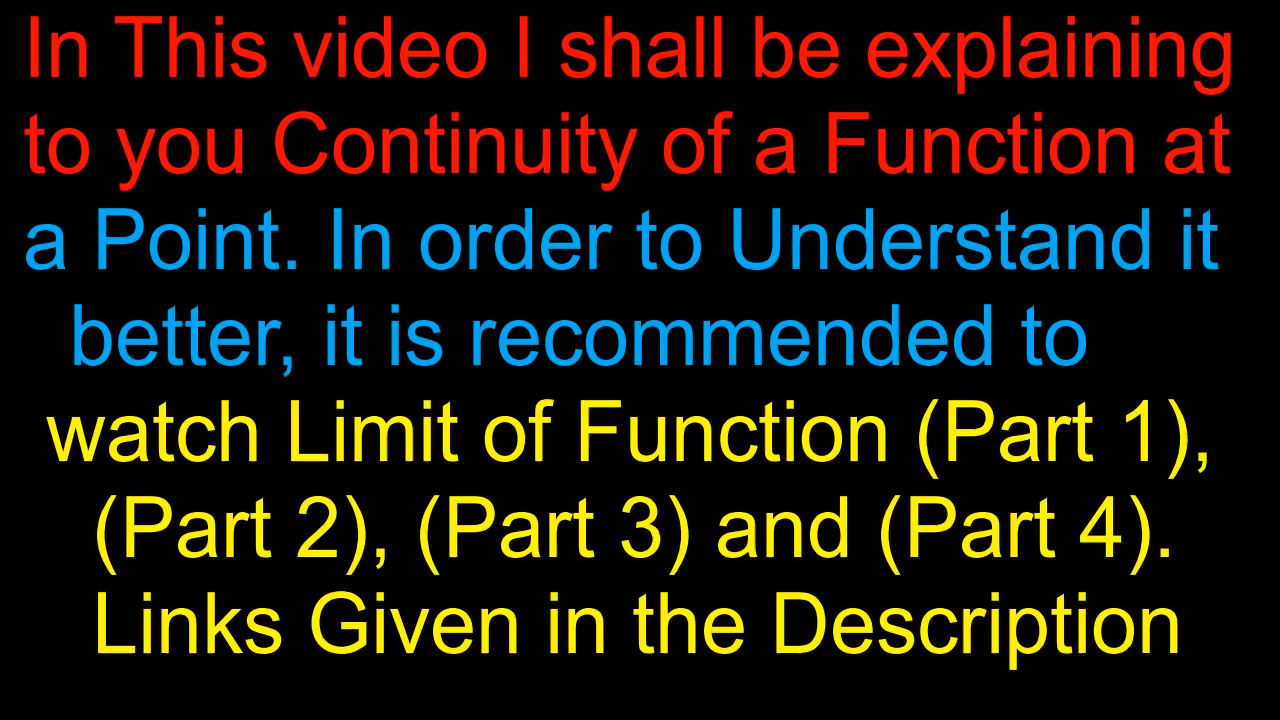 In This video I shall be explaining
to you Continuity of a Function at
a Point. In order to Understand it
better, it is recommended to
watch Limit of Function (Part 1),
(Part 2), (Part 3) and (Part 4).
Links Given in the Description